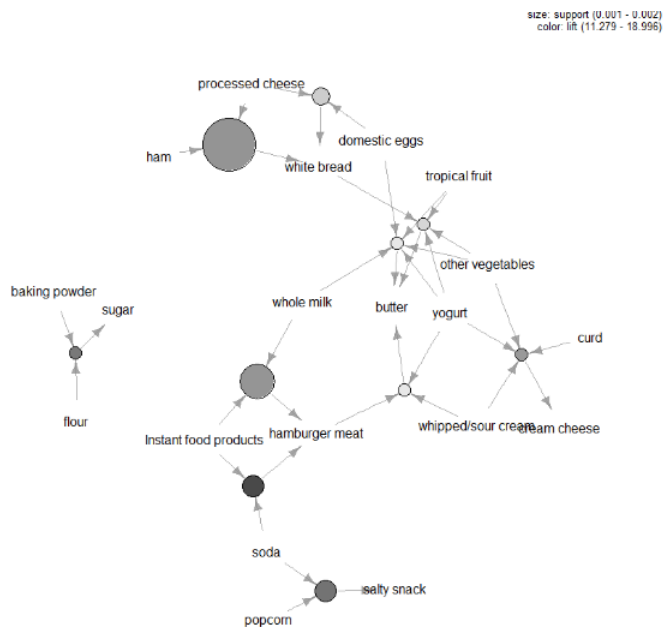 size: support (0.001 - 0.002)
color: lift (11.279 - 18.996)
processed cheese
domestic eggs
ham
white bread
tropical fruit
other vegetables
baking powder
sugar
whole milk
butter
yogurt
curd
flour
Instant food products
hamburger meat
whipped/sour cream
cream cheese
soda
salty snack
popcorn